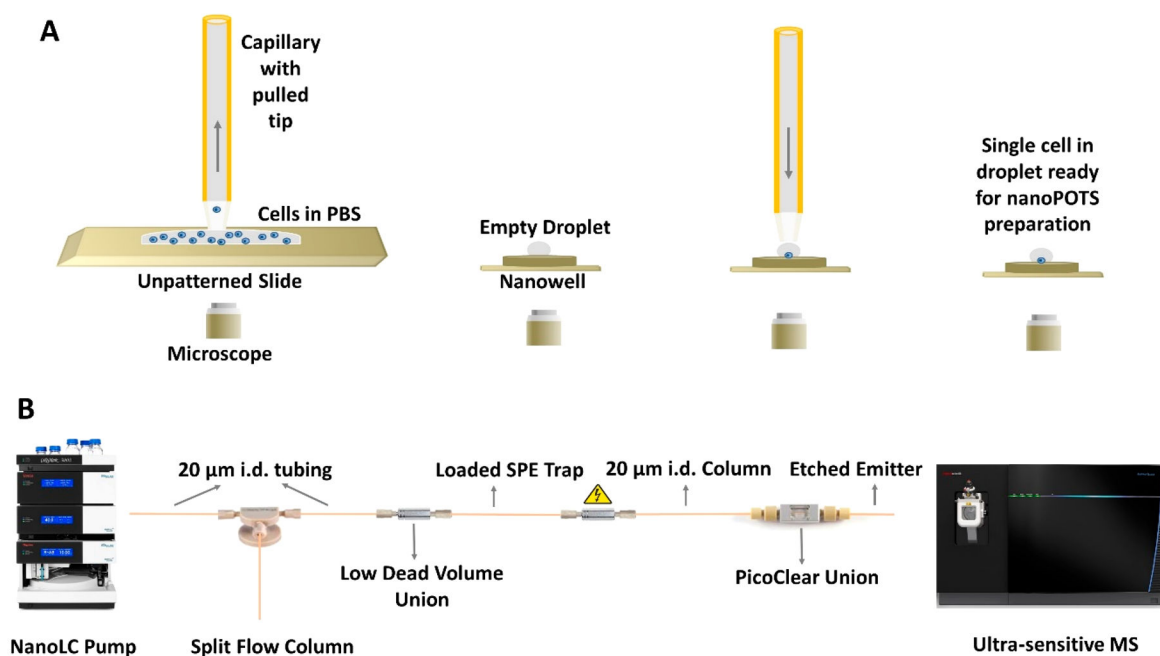 A
Capillary
with
pulled
tip
Cells in PBS
Unpatterned Slide
Microscope
Empty Droplet
Nanowell
Single cell in
droplet ready
for nanoPOTS
preparation
B
20 µm i.d. tubing
Loaded SPE Trap
20 µm i.d. Column
Etched Emitter
Low Dead Volume
Union
PicoClear Union
NanoLC Pump
Split Flow Column
Ultra-sensitive MS